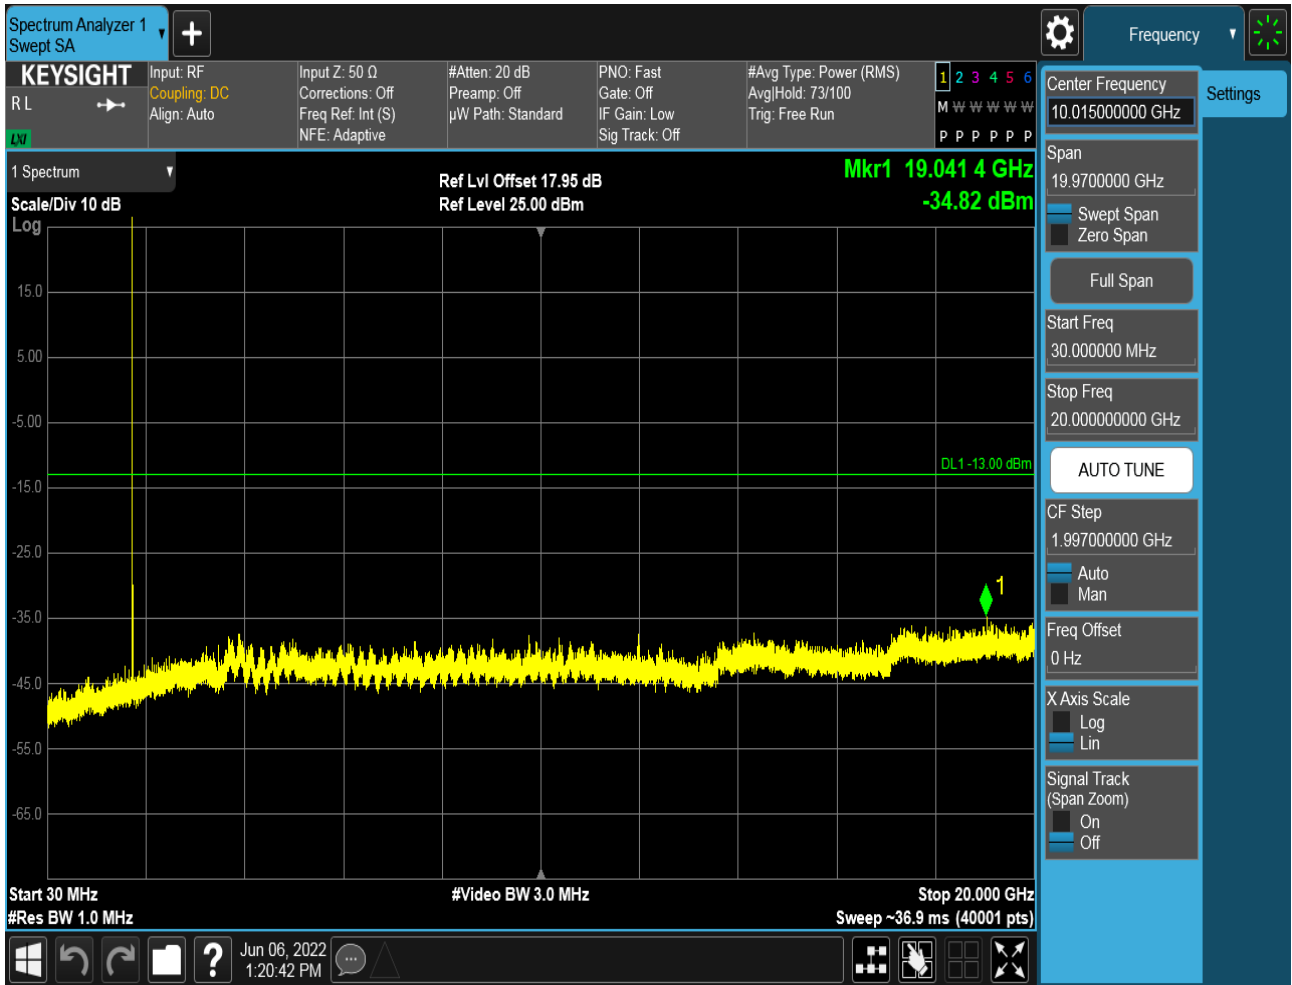 Spectrum Analyzer 1
Swept SA
Frequency
KEYSIGHT
R L
LXI
Input: RF
Coupling: DC
Align: Auto
Input Z: 50 Ω
Corrections: Off
Freq Ref: Int (S)
NFE: Adaptive
#Atten: 20 dB
Preamp: Off
µW Path: Standard
PNO: Fast
Gate: Off
IF Gain: Low
Sig Track: Off
#Avg Type: Power (RMS)
Avg|Hold: 73/100
Trig: Free Run
1 2 3 4 5 6
M W W W W W
P P P P P P
1 Spectrum
Scale/Div 10 dB
Log
Ref Lvl Offset 17.95 dB
Ref Level 25.00 dBm
Mkr1 19.041 4 GHz
-34.82 dBm
15.0
5.00
-5.00
DL1 -13.00 dBm
-15.0
-25.0
1
-35.0
-45.0
-55.0
-65.0
Start 30 MHz
#Res BW 1.0 MHz
#Video BW 3.0 MHz
Stop 20.000 GHz
Sweep ~36.9 ms (40001 pts)
Jun 06, 2022
1:20:42 PM
Center Frequency
10.015000000 GHz
Settings
Span
19.9700000 GHz
Swept Span
Zero Span
Full Span
Start Freq
30.000000 MHz
Stop Freq
20.000000000 GHz
AUTO TUNE
CF Step
1.997000000 GHz
Auto
Man
Freq Offset
0 Hz
X Axis Scale
Log
Lin
Signal Track
(Span Zoom)
On
Off